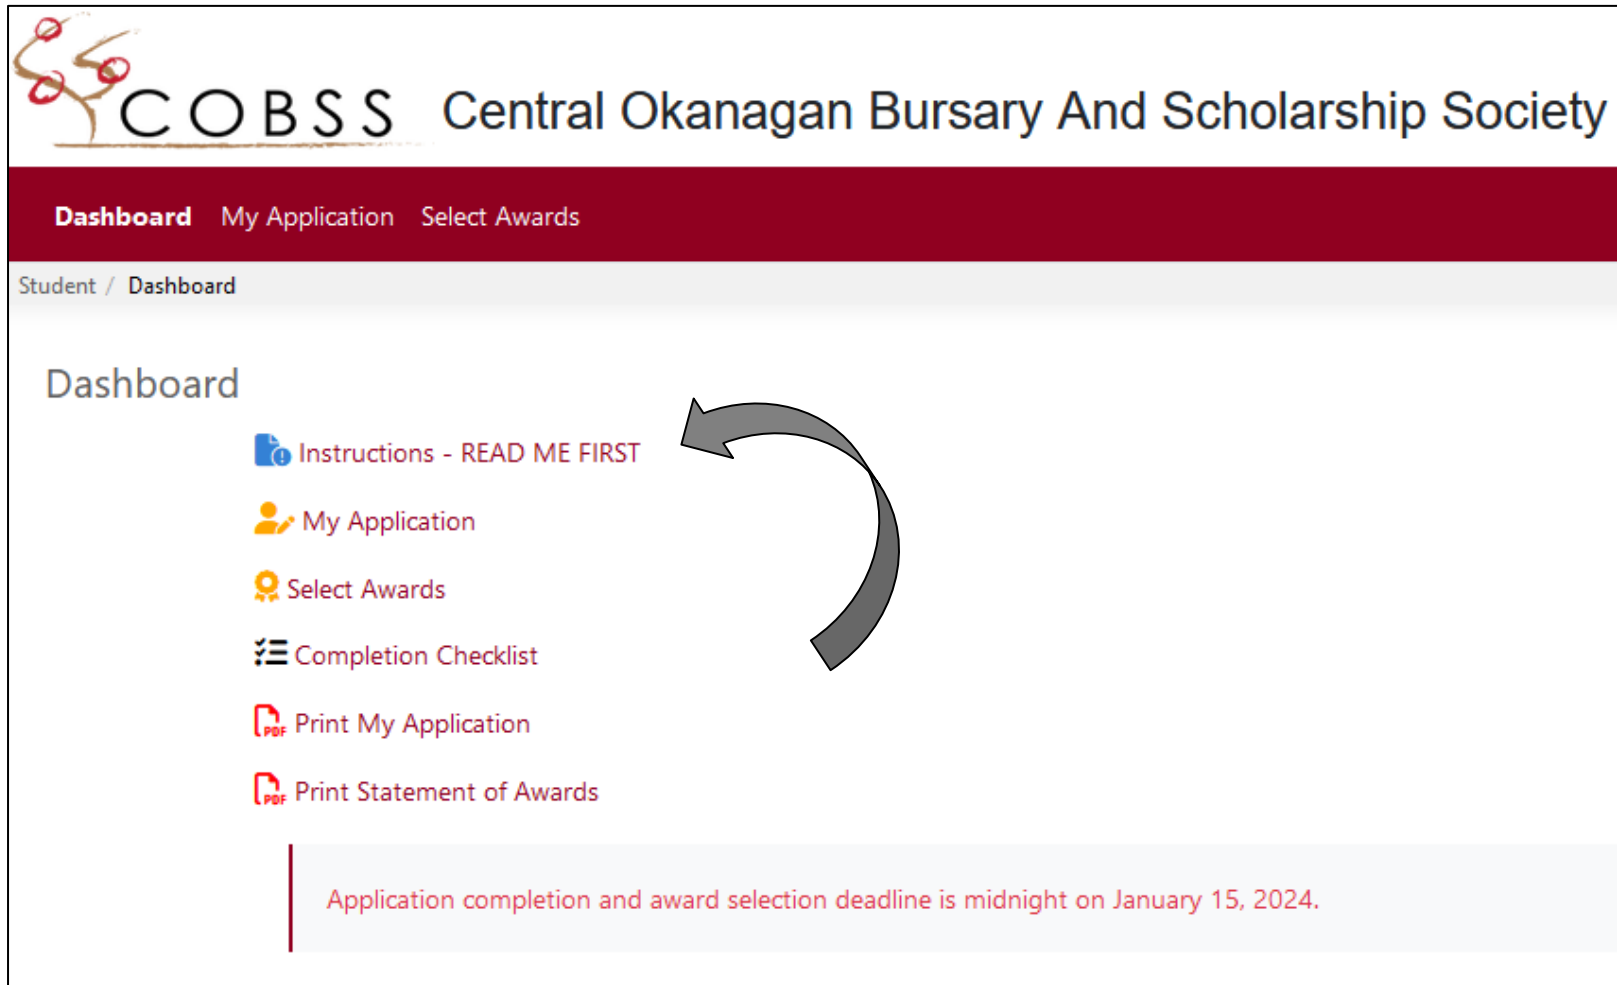 COBSS Central Okanagan Bursary And Scholarship Society
Dashboard My Application Select Awards
Student / Dashboard
Dashboard
Instructions - READ ME FIRST
My Application
Select Awards
Completion Checklist
PDF Print My Application
PDF Print Statement of Awards
Application completion and award selection deadline is midnight on January 15, 2024.